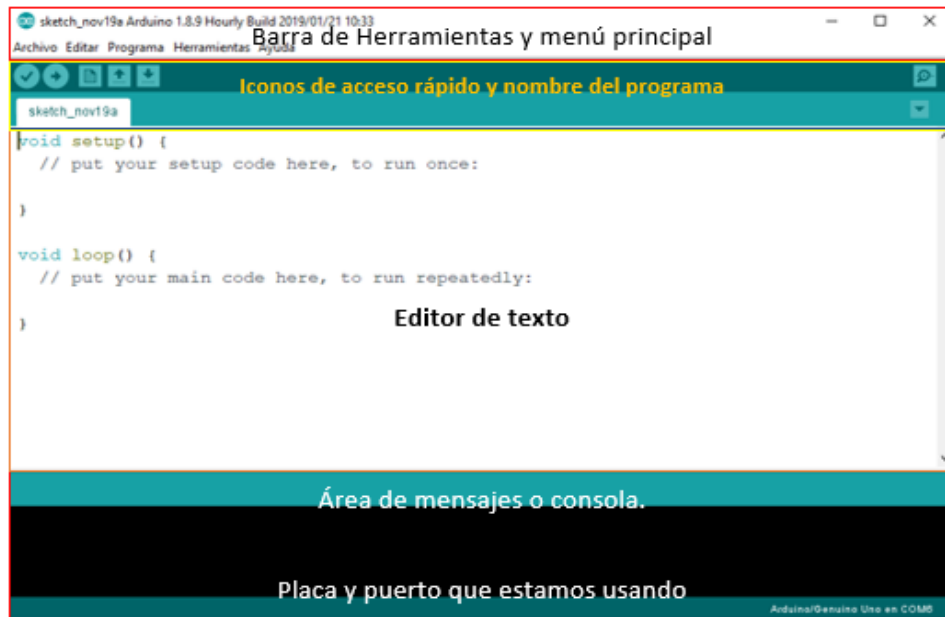 sketch_nov19a Arduino 1.8.9 Hourly Build 2019/01/21 10:33
Barra de Herramientas y menú principal
Archivo Editar Programa Herramientas Ayuda
Iconos de acceso rápido y nombre del programa
sketch_nov19a
void setup() {
// put your setup code here, to run once:
}
void loop() {
// put your main code here, to run repeatedly:
}
Editor de texto
Área de mensajes o consola.
Placa y puerto que estamos usando
Arduino/Genuino Uno en COM6